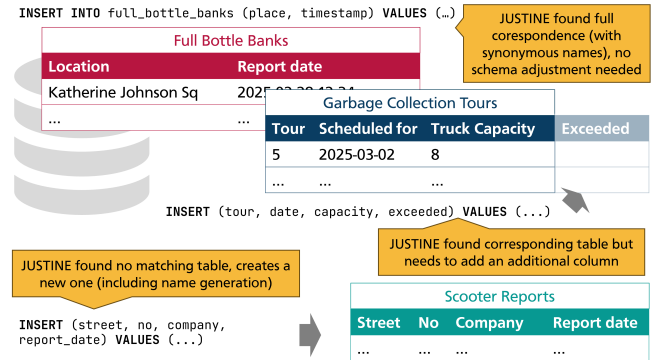 INSERT INTO full_bottle_banks (place, timestamp) VALUES (…)
JUSTINE found full
corespondence (with
synonymous names), no
schema adjustment needed
Full Bottle Banks
Location Report date
Katherine Johnson Sq
... ...
Garbage Collection Tours
Tour Scheduled for Truck Capacity Exceeded
5 2025-03-02 8
... ... ...
INSERT (tour, date, capacity, exceeded) VALUES (...)
JUSTINE found corresponding table but
needs to add an additional column
JUSTINE found no matching table, creates a
new one (including name generation)
INSERT (street, no, company,
report_date) VALUES (...)
Scooter Reports
Street No Company Report date
... ... ... ...